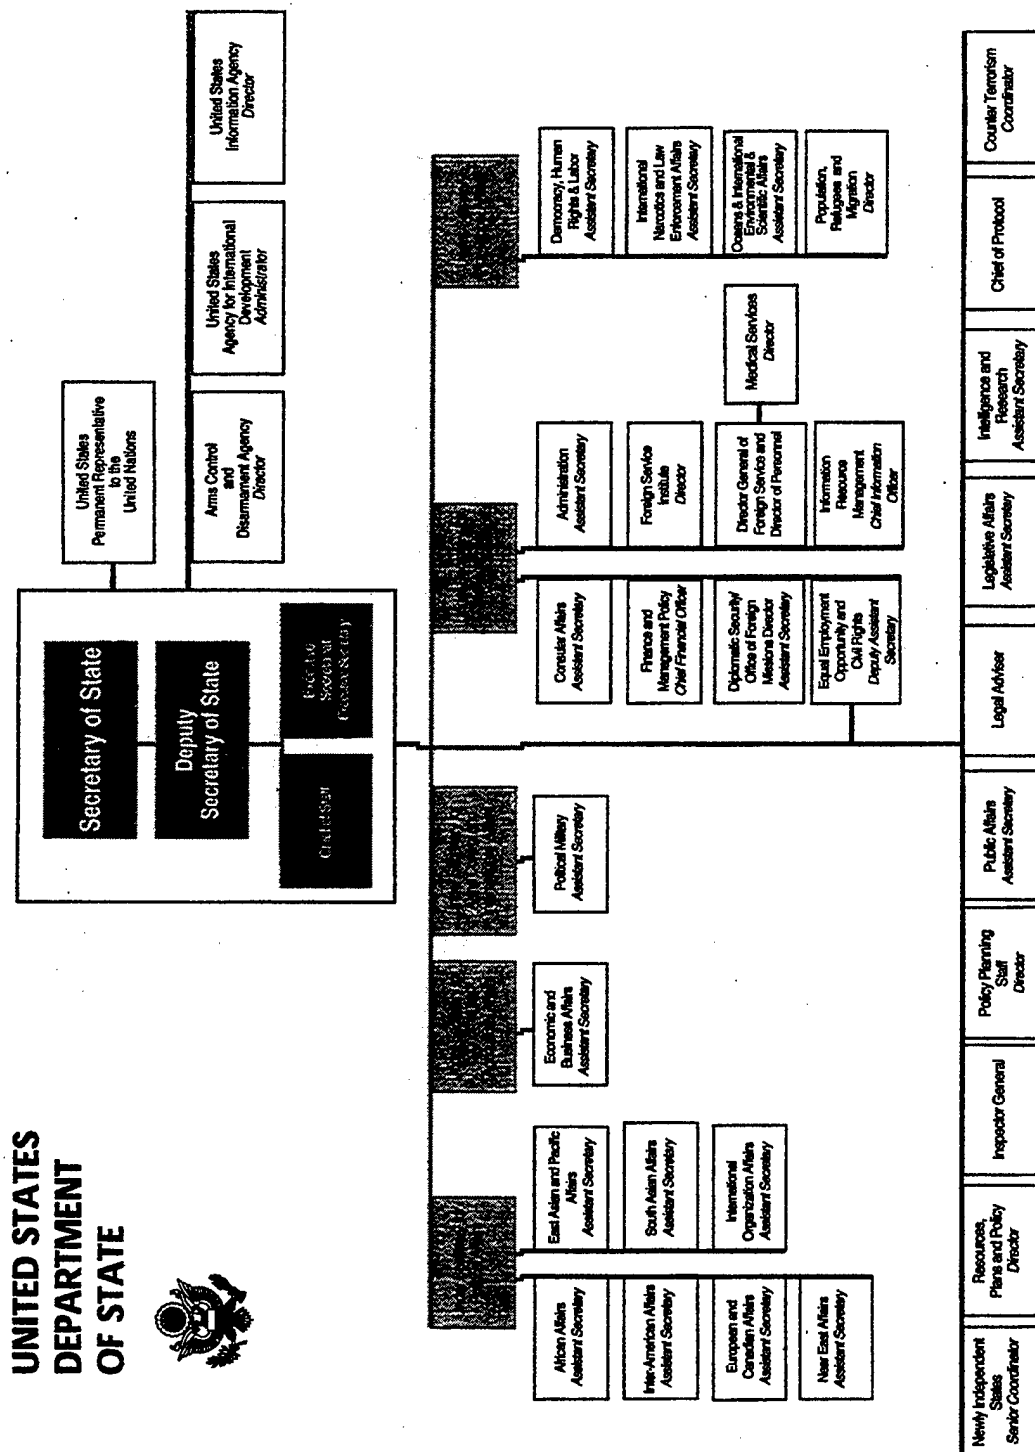 UNITED STATES
DEPARTMENT
OF STATE
United States
Permanent Representative
to the
United Nations
Secretary of State
Deputy
Secretary of State
Arms Control
and
Disarmament Agency
Director
United States
Agency for International
Development
Administrator
United States
Information Agency
Director
African Affairs
Assistant Secretary
Inter-American Affairs
Assistant Secretary
European and
Canadian Affairs
Assistant Secretary
Near East Affairs
Assistant Secretary
East Asian and Pacific
Affairs
Assistant Secretary
South Asian Affairs
Assistant Secretary
International
Organization Affairs
Assistant Secretary
Economic and
Business Affairs
Assistant Secretary
Political Military
Assistant Secretary
Consular Affairs
Assistant Secretary
Finance and
Management Policy
Chief Financial Officer
Diplomatic Security/
Office of Foreign
Missions Director
Assistant Secretary
Equal Employment
Opportunity and
Civil Rights
Deputy Assistant
Secretary
Administration
Assistant Secretary
Foreign Service
Institute
Director
Director General of
Foreign Service and
Director of Personnel
Information
Resource
Management
Chief Information
Officer
Medical Services
Director
Democracy, Human
Rights & Labor
Assistant Secretary
International
Narcotics and Law
Enforcement Affairs
Assistant Secretary
Oceans & International
Environmental &
Scientific Affairs
Assistant Secretary
Population,
Refugees and
Migration
Director
Newly Independent
States
Senior Coordinator
Resources,
Plans and Policy
Director
Inspector General
Policy Planning
Staff
Director
Public Affairs
Assistant Secretary
Legal Adviser
Legislative Affairs
Assistant Secretary
Intelligence and
Research
Assistant Secretary
Chief of Protocol
Counter Terrorism
Coordinator